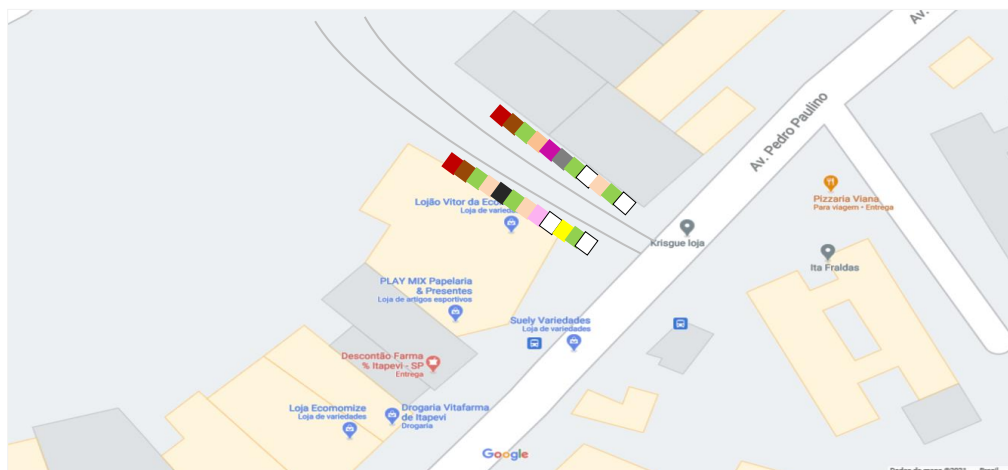 Av.
Av. Pedro Paulino
Pizzaria Viana
Para viagem • Entrega
Lojão Vitor da Eco
Loja de varied
Krisgue loja
Ita Fraldas
PLAY MIX Papelaria
& Presentes
Loja de artigos esportivos
Suely Variedades
Loja de variedades
Descontão Farma
% Itapevi - SP
Entrega
Loja Ecomomize
Loja de variedades
Drogaria Vitafarma
de Itapevi
Drogaria
Google